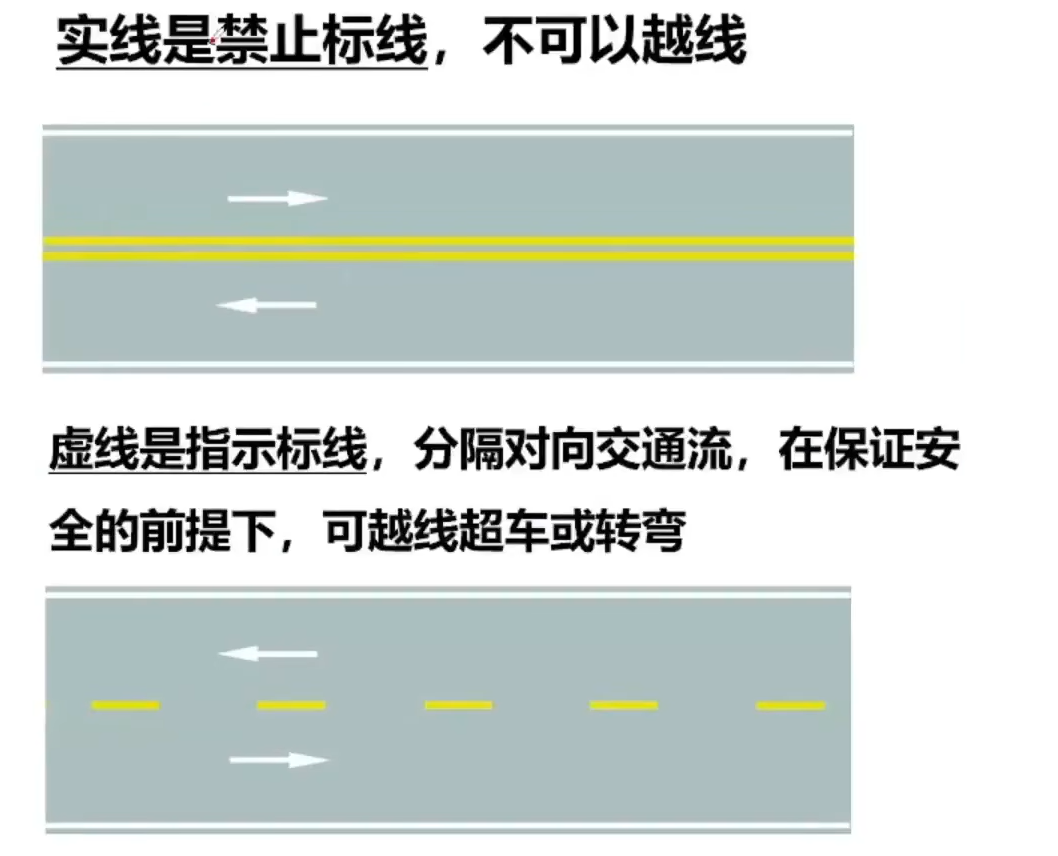 实线是禁止标线，不可以越线
虚线是指示标线，分隔对向交通流，在保证安
全的前提下，可越线超车或转弯